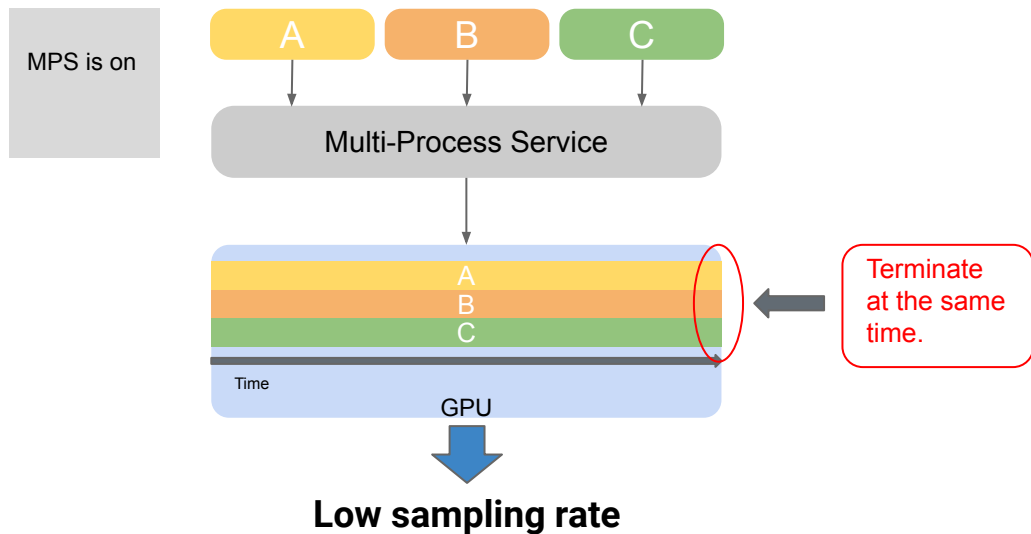 MPS is on
A
B
C
Multi-Process Service
A
B
C
Terminate
at the same
time.
Time
GPU
Low sampling rate